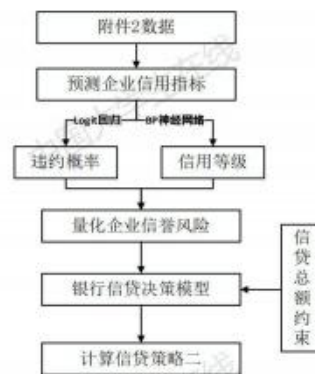 附件2数据
预测企业信用指标
Logit回归
BP神经网络
违约概率
信用等级
量化企业信誉风险
信贷总额约束
银行信贷决策模型
计算信贷策略二